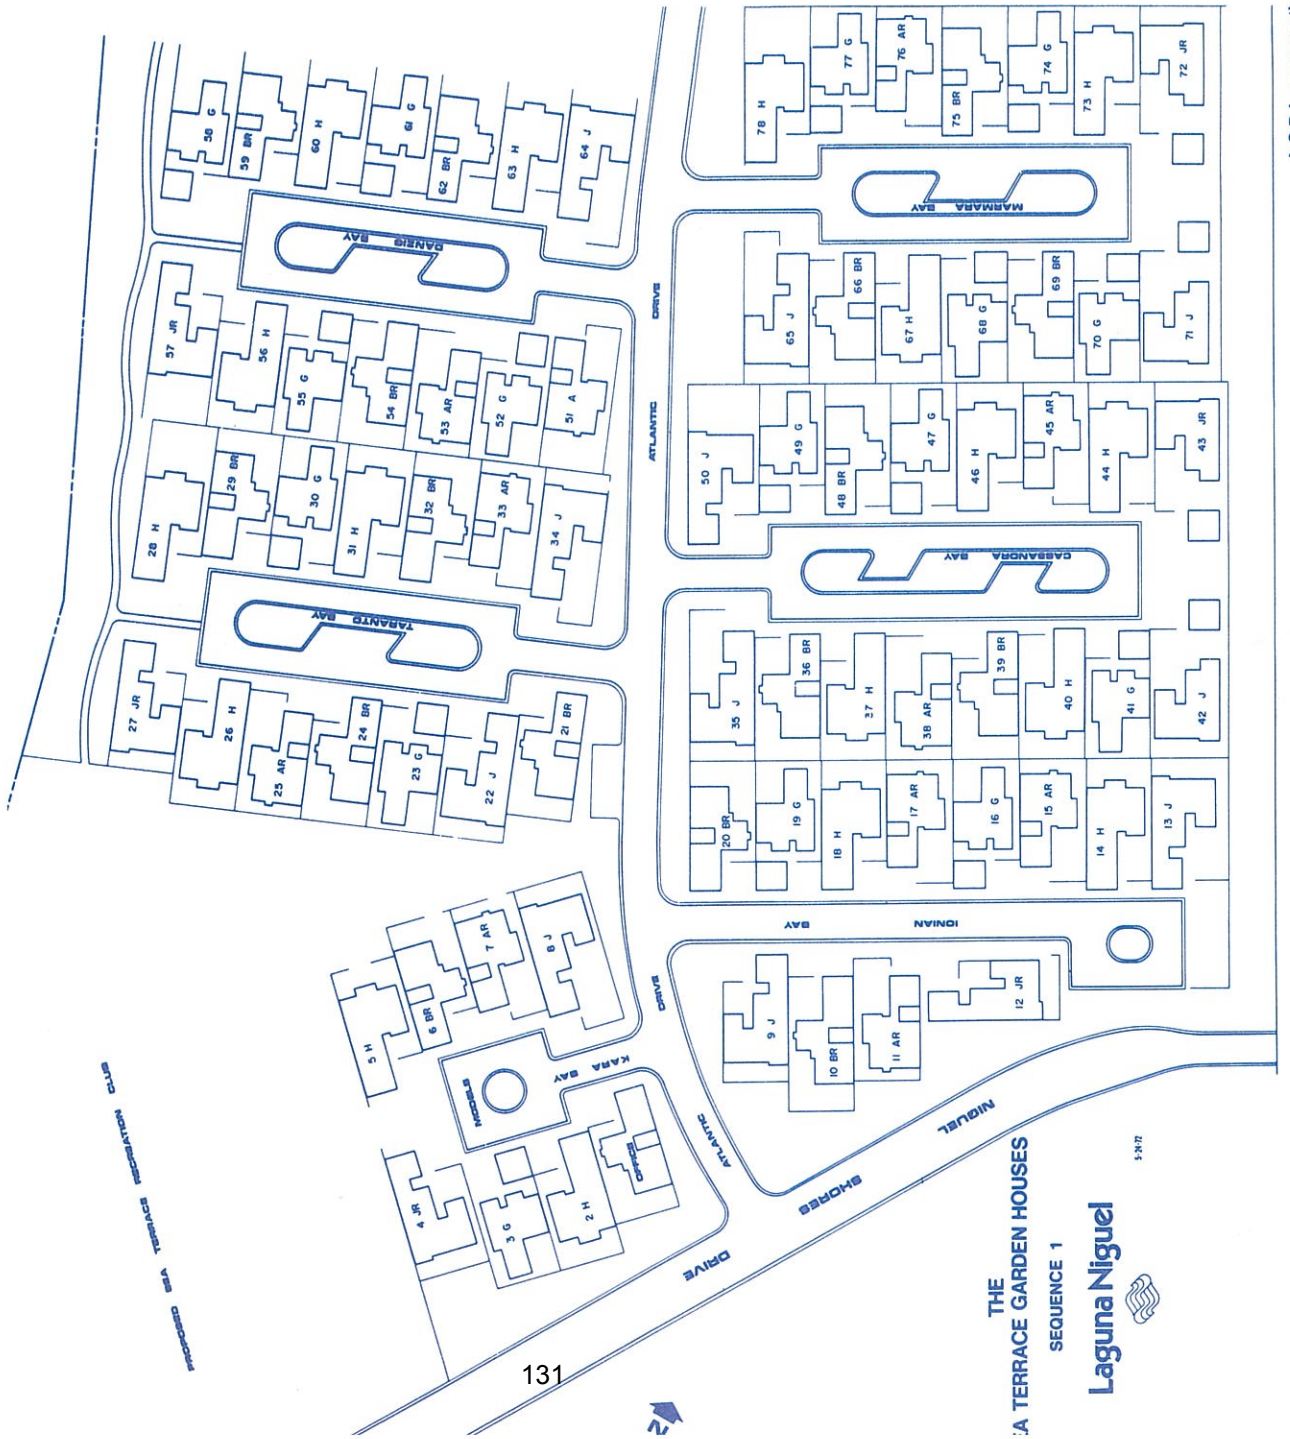 58 G
59 BR
60 H
61 G
62 BR
63 H
64 J
DANZIG BAY
57 JR
56 H
55 G
54 BR
53 AR
52 G
51 A
28 H
29 BR
30 G
31 H
32 BR
33 AR
34 J
TARANTO BAY
27 JR
26 H
25 AR
24 BR
23 G
22 J
21 BR
5 H
6 BR
7 AR
8 J
MODELS
KARA BAY
4 JR
3 G
2 H
OFFICE
ATLANTIC DRIVE
DRIVE
ATLANTIC
78 H
77 G
76 AR
75 BR
74 G
73 H
72 JR
MARMARA BAY
65 J
66 BR
67 H
68 G
69 BR
70 G
71 J
50 J
49 G
48 BR
47 G
46 H
45 AR
44 H
43 JR
CASSANDRA BAY
35 J
36 BR
37 H
38 AR
39 BR
40 H
41 G
42 J
20 BR
19 G
18 H
17 AR
16 G
15 AR
14 H
13 J
IONIAN BAY
9 J
10 BR
11 AR
12 JR
NIGUEL SHORES DRIVE
PROPOSED SEA TERRACE RECREATION CLUB
THE
EA TERRACE GARDEN HOUSES
SEQUENCE 1
Laguna Niguel
5-24-72
131
N